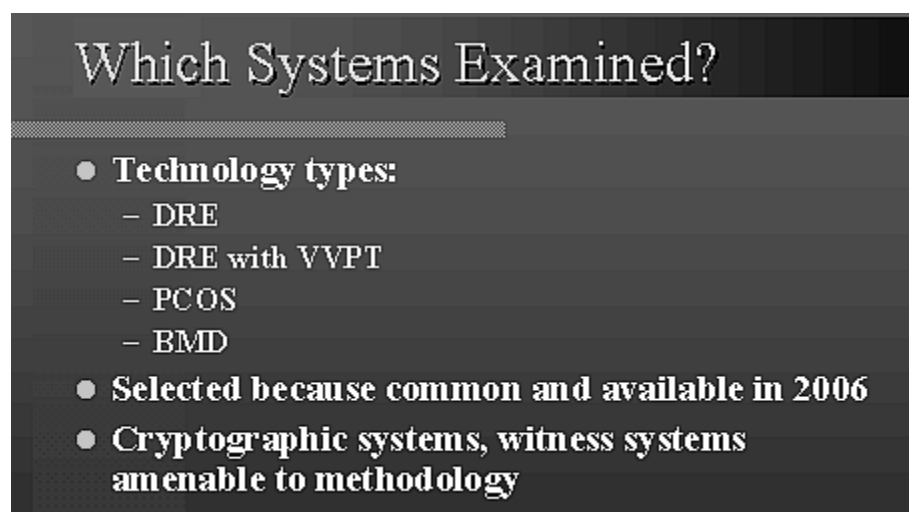 Which Systems Examined?
● Technology types:
– DRE
– DRE with VVPT
– PCOS
– BMD
● Selected because common and available in 2006
● Cryptographic systems, witness systems
amenable to methodology